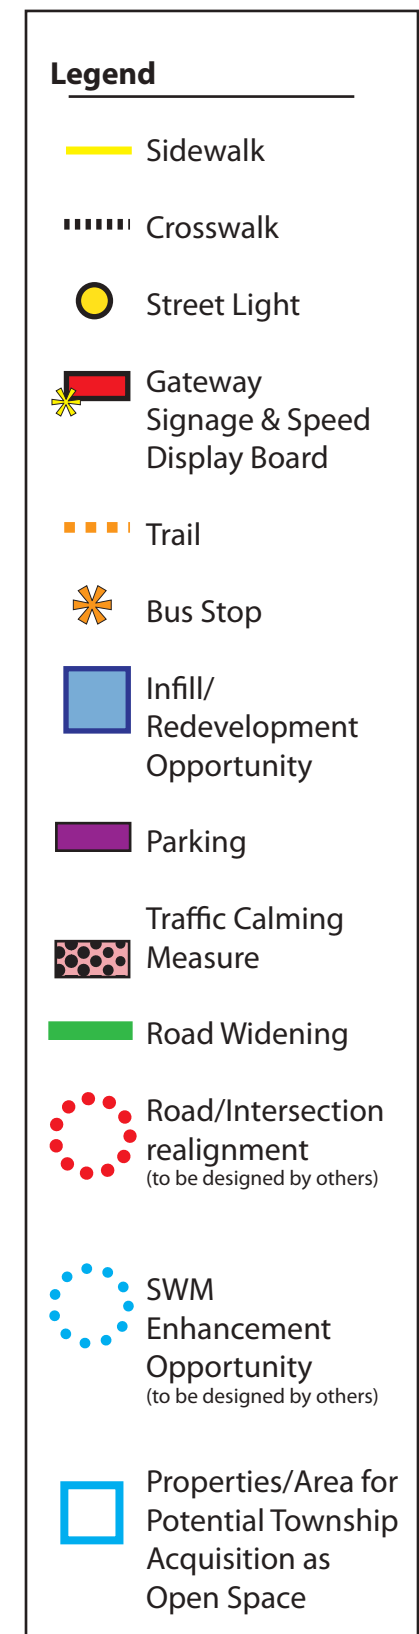 Legend
Sidewalk
Crosswalk
Street Light
Gateway
Signage & Speed
Display Board
Trail
Bus Stop
Infill/
Redevelopment
Opportunity
Parking
Traffic Calming
Measure
Road Widening
Road/Intersection
realignment
(to be designed by others)
SWM
Enhancement
Opportunity
(to be designed by others)
Properties/Area for
Potential Township
Acquisition as
Open Space